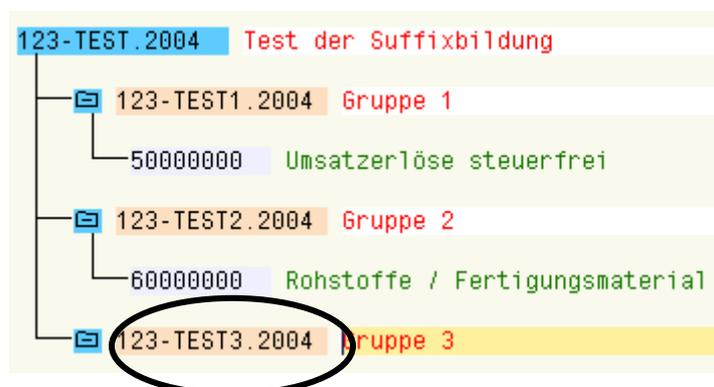 123-TEST.2004 Test der Suffixbildung
123-TEST1.2004 Gruppe 1
50000000 Umsatzerlöse steuerfrei
123-TEST2.2004 Gruppe 2
60000000 Rohstoffe / Fertigungsmaterial
123-TEST3.2004 Gruppe 3